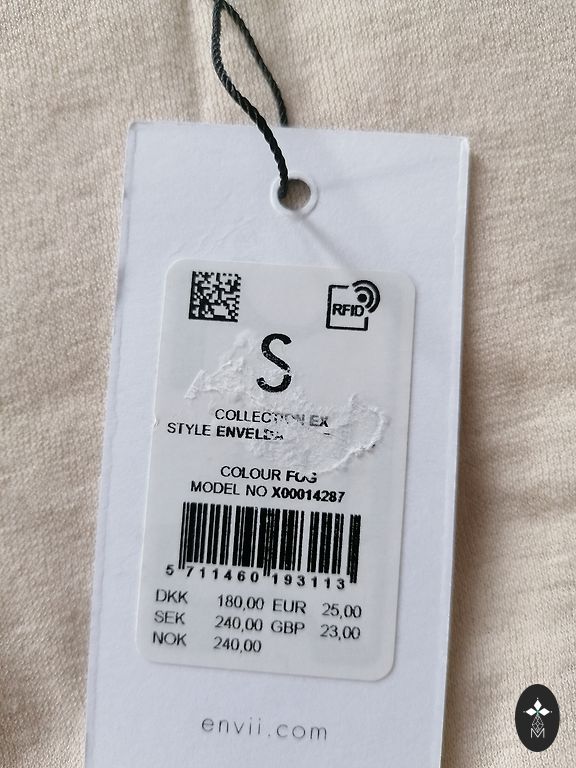 RFID
S
COLLECTION EX
STYLE
COLOUR FOG
MODEL NO X00014287
5 711460 193113
DKK 180,00 EUR 25,00
SEK 240,00 GBP 23,00
NOK 240,00
envii.com
M